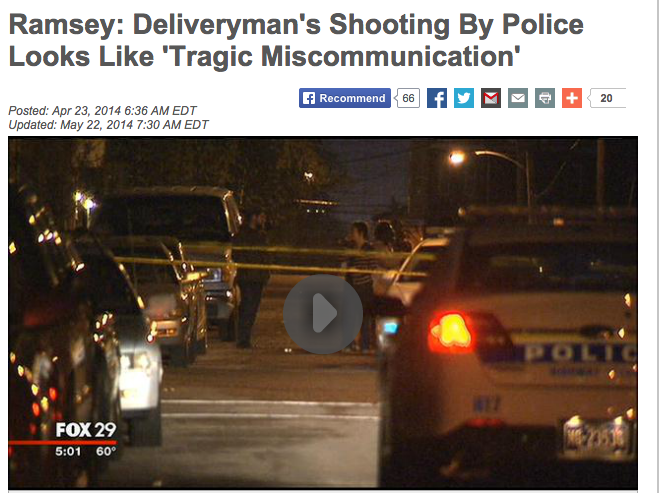 Ramsey: Deliveryman's Shooting By Police
Looks Like 'Tragic Miscommunication'
Recommend 66
20
Posted: Apr 23, 2014 6:36 AM EDT
Updated: May 22, 2014 7:30 AM EDT
POLIC
FOX 29
5:01 60°